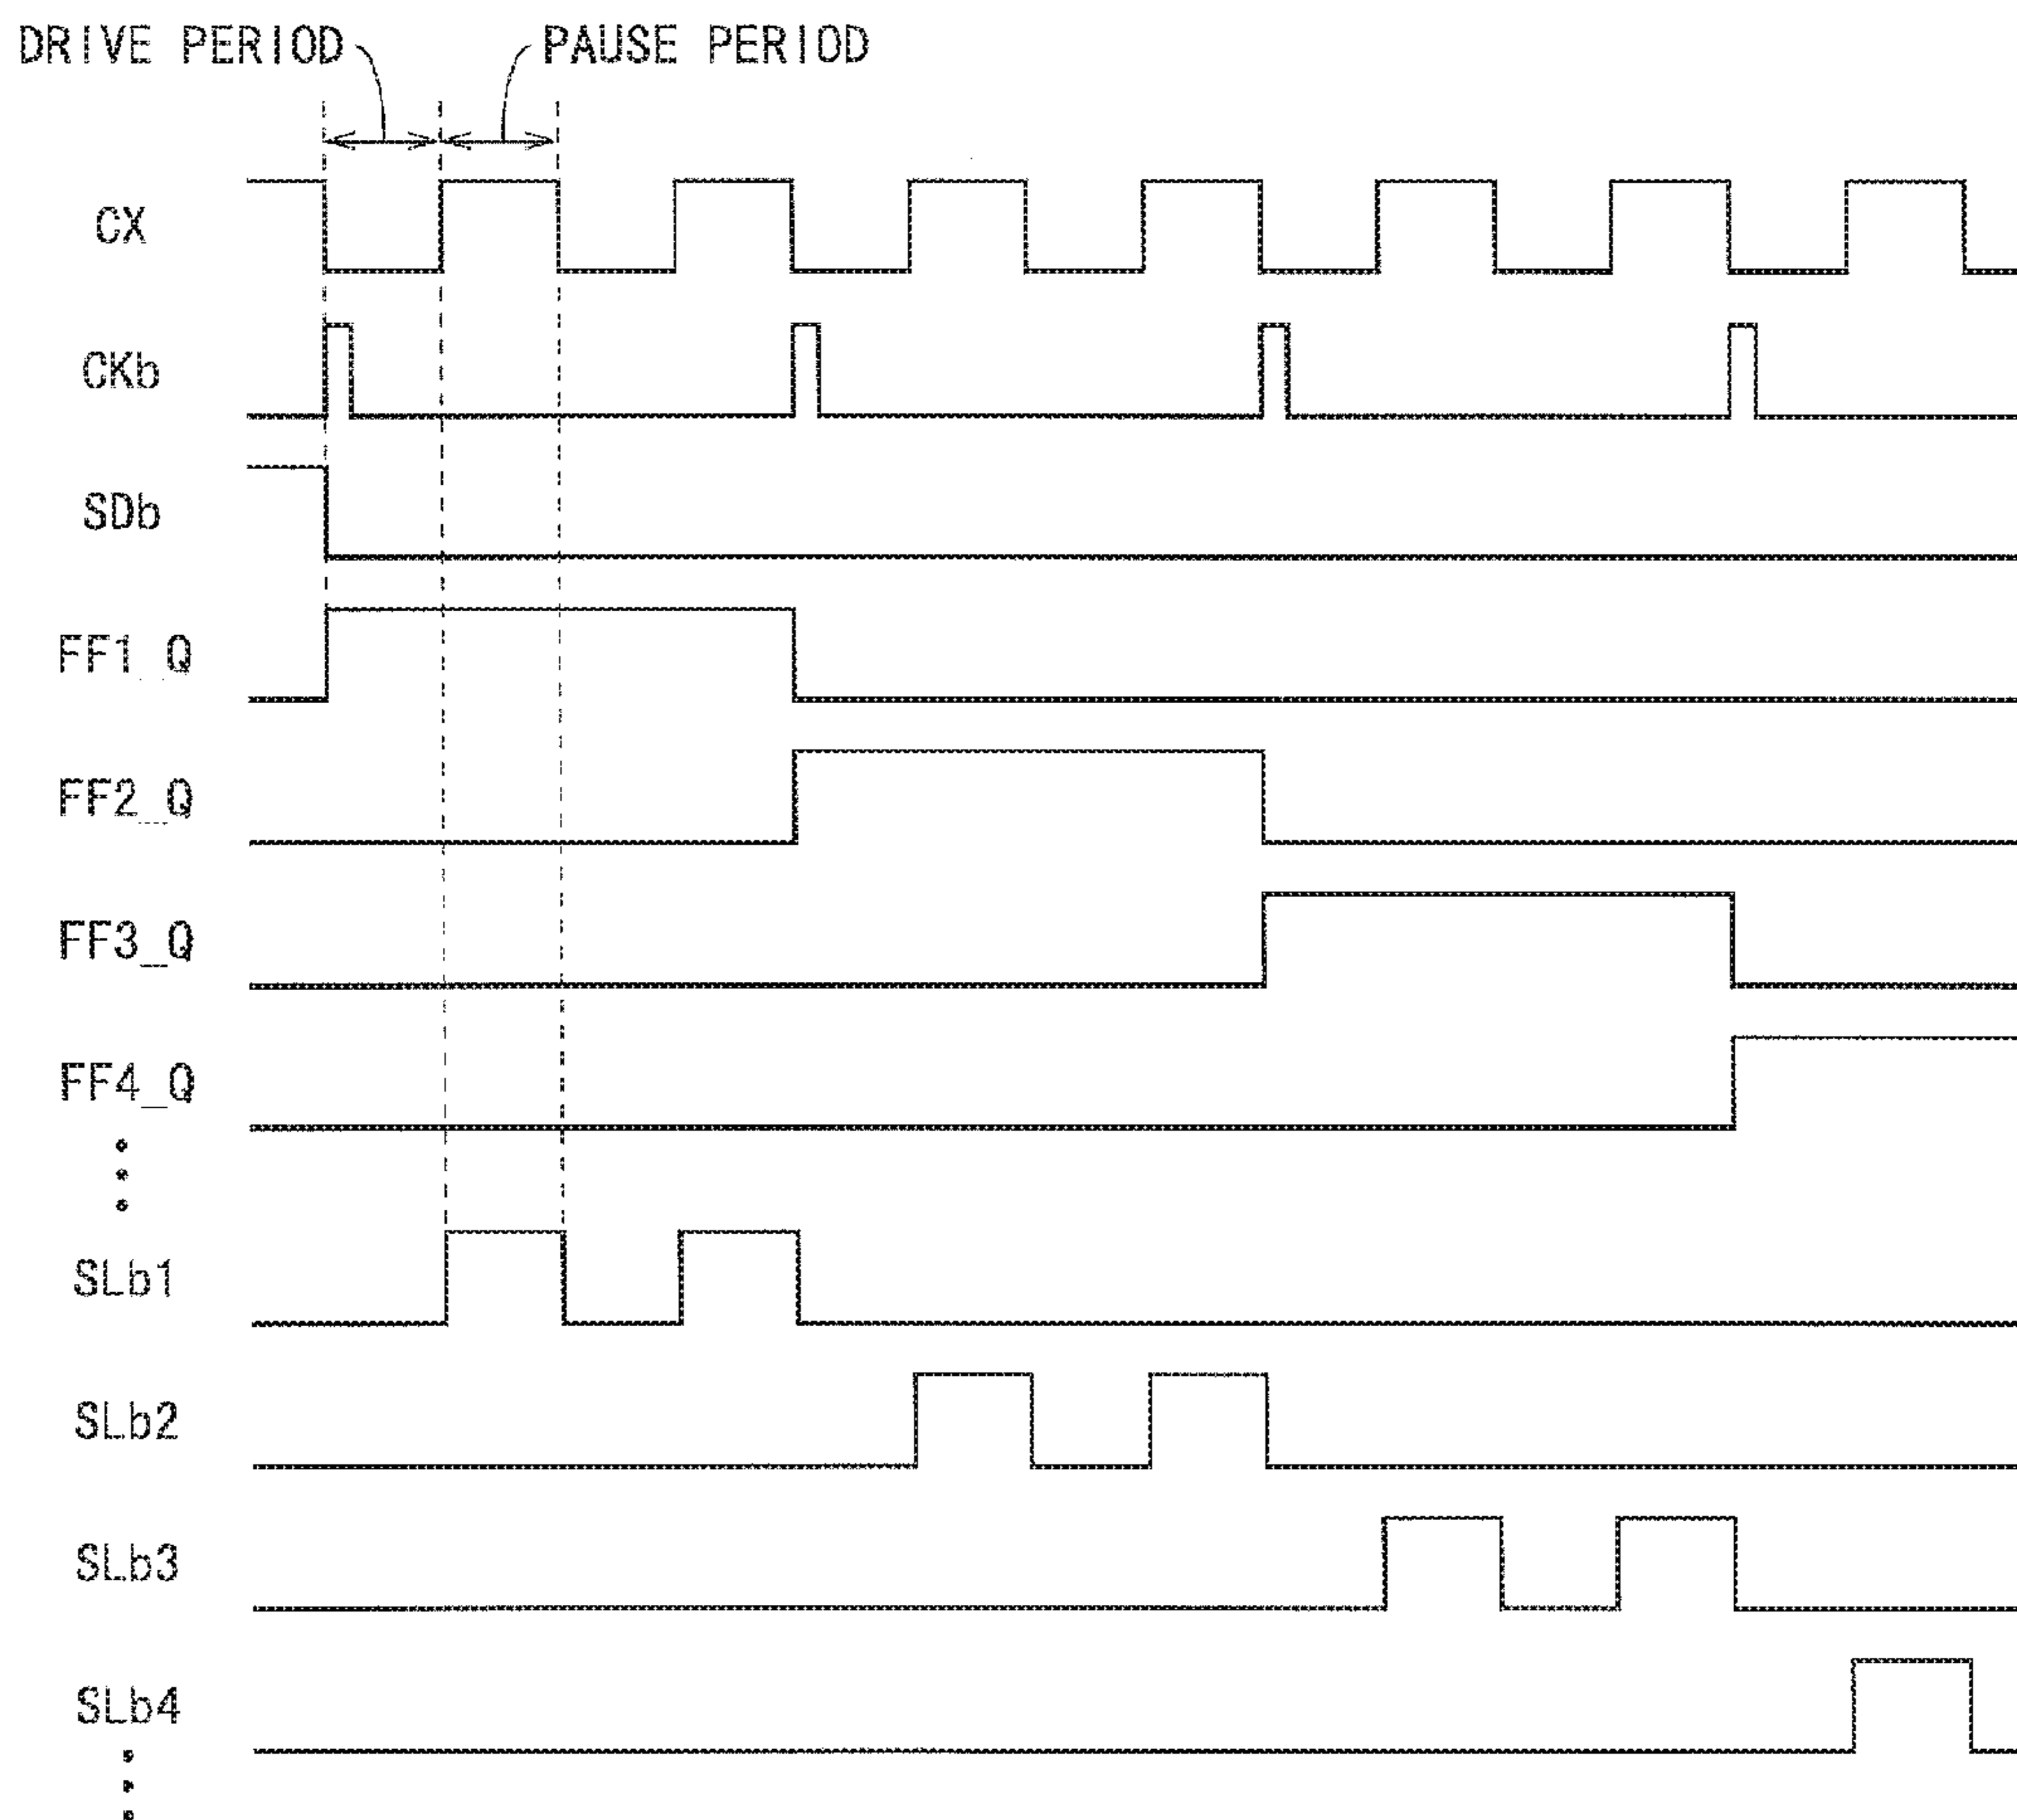 DRIVE PERIOD
PAUSE PERIOD
CX
CKb
SDb
FF1_Q
FF2_Q
FF3_Q
FF4_Q
SLb1
SLb2
SLb3
SLb4